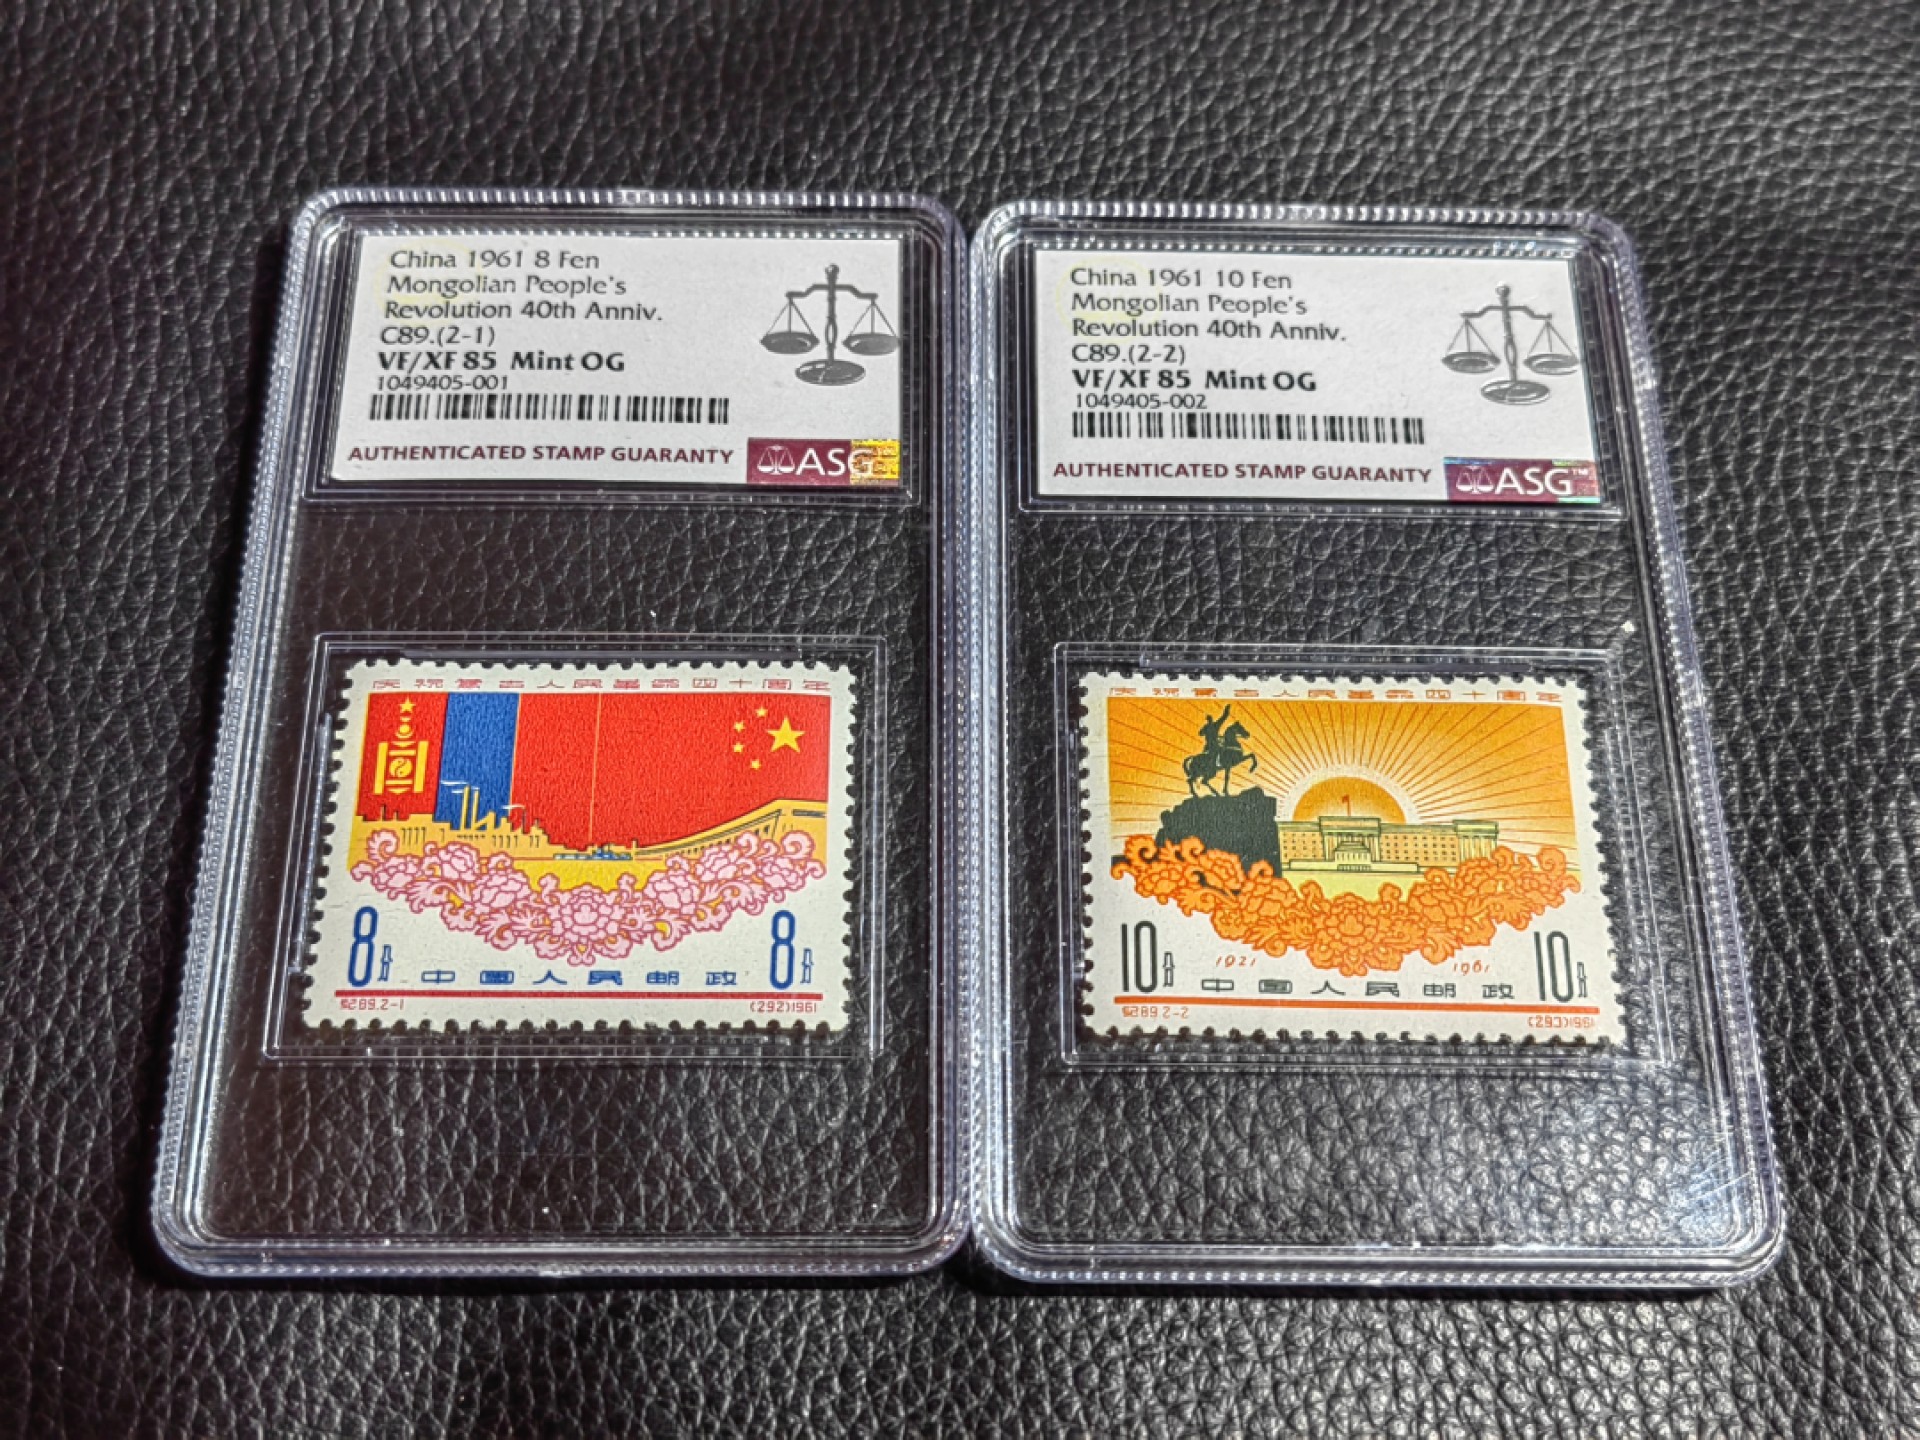 China 1961 8 Fen
Mongolian People's
Revolution 40th Anniv.
C89.(2-1)
VF/XF 85 Mint OG
1049405-001
AUTHENTICATED STAMP GUARANTY
ASG
庆祝蒙古人民革命四十周年
8分 中国人民邮政 8分
纪89.2-1 (292)1961
China 1961 10 Fen
Mongolian People's
Revolution 40th Anniv.
C89.(2-2)
VF/XF 85 Mint OG
1049405-002
AUTHENTICATED STAMP GUARANTY
ASG™
庆祝蒙古人民革命四十周年
1921 1961
10分 中国人民邮政 10分
纪89.2-2 (293)1961